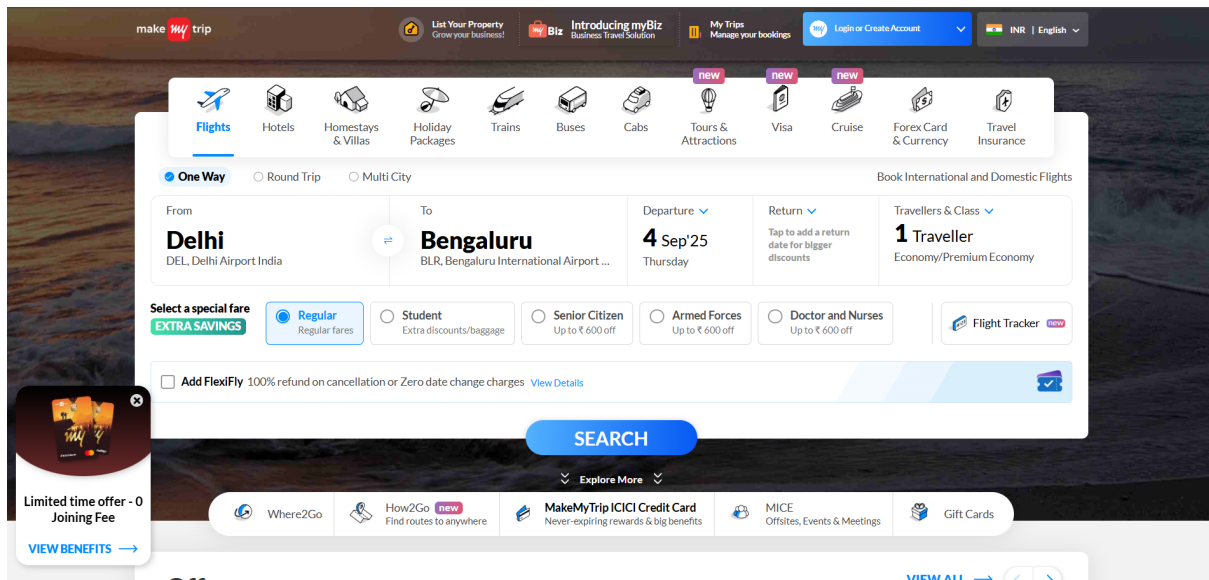 make my trip
List Your Property
Grow your business!
my Biz
Introducing myBiz
Business Travel Solution
My Trips
Manage your bookings
my
Login or Create Account
INR | English
new
new
new
Flights
Hotels
Homestays
& Villas
Holiday
Packages
Trains
Buses
Cabs
Tours &
Attractions
Visa
Cruise
Forex Card
& Currency
Travel
Insurance
One Way
Round Trip
Multi City
Book International and Domestic Flights
From
Delhi
DEL, Delhi Airport India
To
Bengaluru
BLR, Bengaluru International Airport ...
Departure
4 Sep'25
Thursday
Return
Tap to add a return
date for bigger
discounts
Travellers & Class
1 Traveller
Economy/Premium Economy
Select a special fare
EXTRA SAVINGS
Regular
Regular fares
Student
Extra discounts/baggage
Senior Citizen
Up to ₹ 600 off
Armed Forces
Up to ₹ 600 off
Doctor and Nurses
Up to ₹ 600 off
Flight Tracker new
Add FlexiFly 100% refund on cancellation or Zero date change charges View Details
SEARCH
Explore More
my
Limited time offer - 0
Joining Fee
VIEW BENEFITS
Where2Go
How2Go new
Find routes to anywhere
MakeMyTrip ICICI Credit Card
Never-expiring rewards & big benefits
MICE
Offsites, Events & Meetings
Gift Cards
VIEW ALL